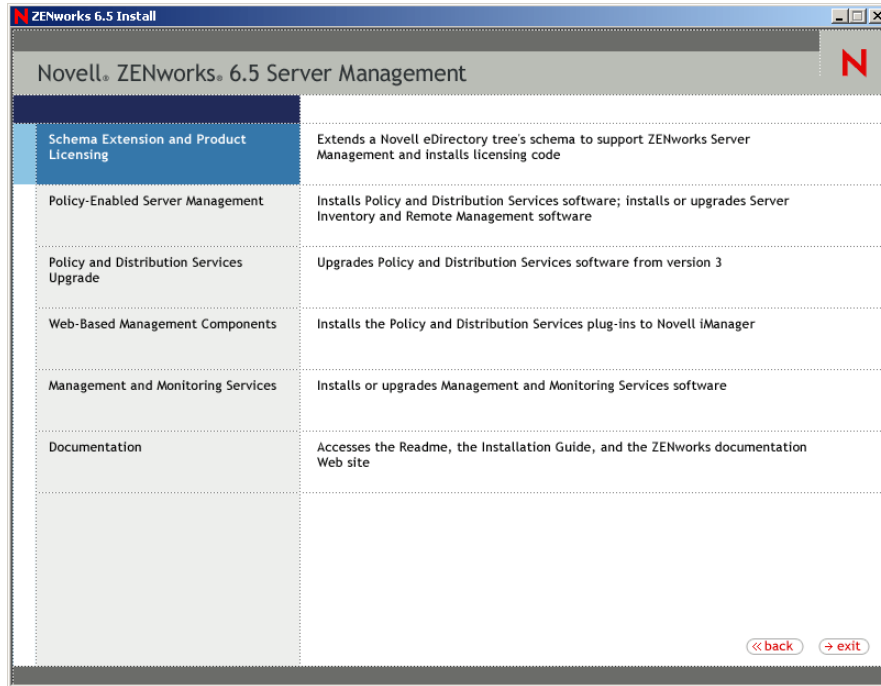 ZENworks 6.5 Install
Novell® ZENworks® 6.5 Server Management
N
Schema Extension and Product
Licensing
Extends a Novell eDirectory tree's schema to support ZENworks Server
Management and installs licensing code
Policy-Enabled Server Management
Installs Policy and Distribution Services software; installs or upgrades Server
Inventory and Remote Management software
Policy and Distribution Services
Upgrade
Upgrades Policy and Distribution Services software from version 3
Web-Based Management Components
Installs the Policy and Distribution Services plug-ins to Novell iManager
Management and Monitoring Services
Installs or upgrades Management and Monitoring Services software
Documentation
Accesses the Readme, the Installation Guide, and the ZENworks documentation
Web site
back
exit